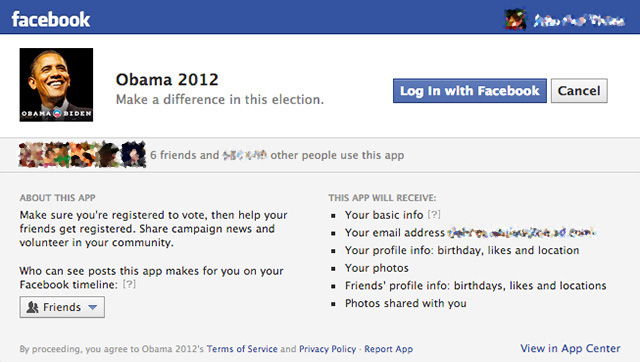 facebook
OBAMA BIDEN
Obama 2012
Make a difference in this election.
Log In with Facebook
Cancel
6 friends and other people use this app
ABOUT THIS APP
Make sure you're registered to vote, then help your
friends get registered. Share campaign news and
volunteer in your community.
Who can see posts this app makes for you on your
Facebook timeline: [?]
Friends
THIS APP WILL RECEIVE:
Your basic info [?]
Your email address
Your profile info: birthday, likes and location
Your photos
Friends' profile info: birthdays, likes and locations
Photos shared with you
By proceeding, you agree to Obama 2012's Terms of Service and Privacy Policy · Report App
View in App Center